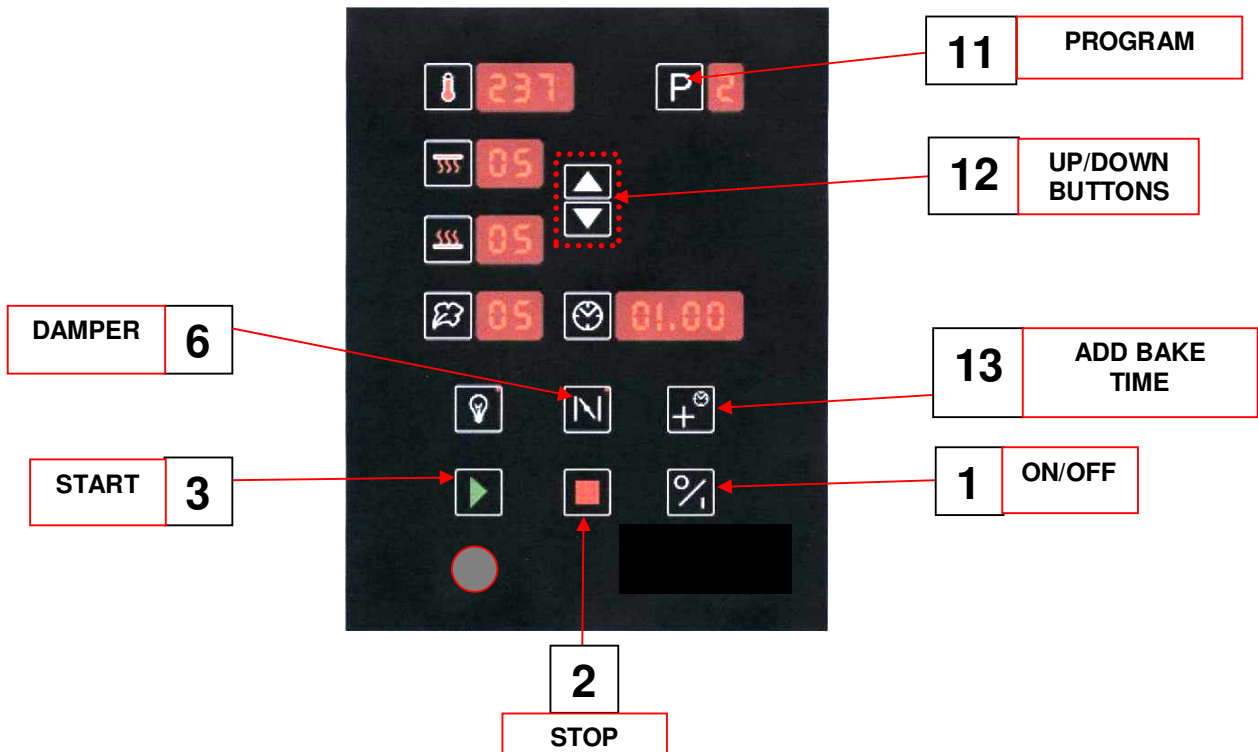 11 PROGRAM
237
P 2
05
12 UP/DOWN
BUTTONS
05
05 01.00
DAMPER 6
13 ADD BAKE
TIME
START 3
1 ON/OFF
2
STOP